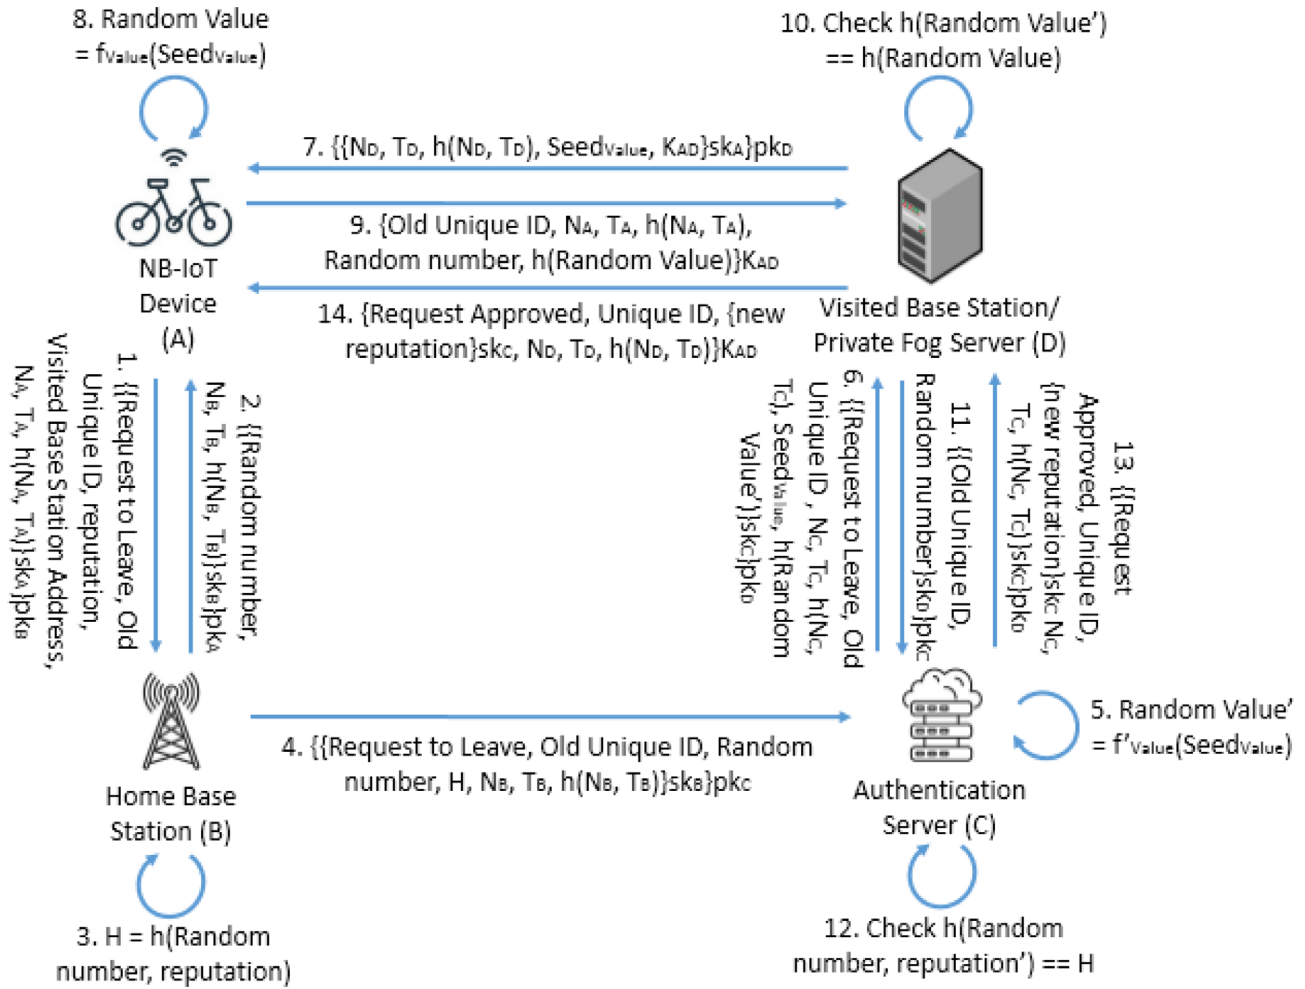 8. Random Value
= fValue(SeedValue)
10. Check h(Random Value’)
== h(Random Value)
7. {{ND, TD, h(ND, TD), SeedValue, KAD}skA}pkD
9. {Old Unique ID, NA, TA, h(NA, TA),
Random number, h(Random Value)}KAD
14. {Request Approved, Unique ID, {new
reputation}skC, ND, TD, h(ND, TD)}KAD
NB-IoT
Device
(A)
Visited Base Station/
Private Fog Server (D)
1. {{Request to Leave, Old
Unique ID, reputation,
Visited Base Station Address,
NA, TA, h(NA, TA)}skA}pkB
2. {{Random number,
NB, TB, h(NB, TB)}skB}pkA
6. {{Request to Leave, Old
Unique ID , NC, TC, h(NC,
TC), SeedValue, h(Random
Value’)}skC}pkD
11. {{Old Unique ID,
Random number}skD}pkC
13. {{Request
Approved, Unique ID,
{new reputation}skC NC,
TC, h(NC, TC)}skC}pkD
4. {{Request to Leave, Old Unique ID, Random
number, H, NB, TB, h(NB, TB)}skB}pkC
5. Random Value’
= f’Value(SeedValue)
Home Base
Station (B)
Authentication
Server (C)
3. H = h(Random
number, reputation)
12. Check h(Random
number, reputation’) == H